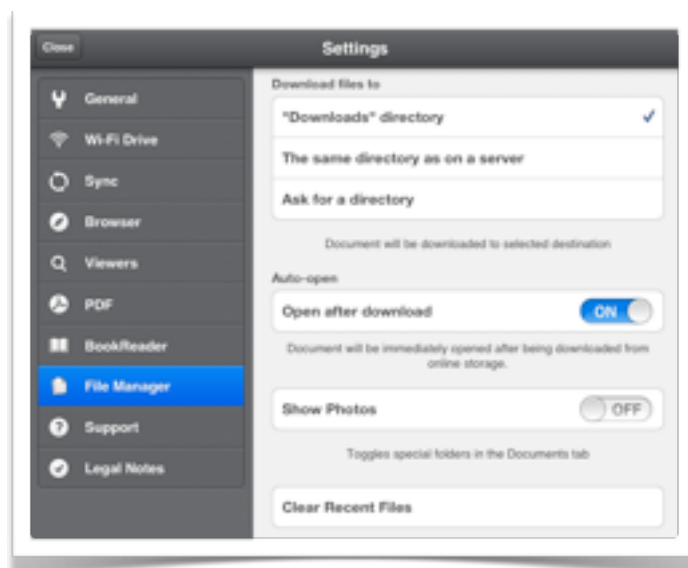 Close
Settings
General
Wi-Fi Drive
Sync
Browser
Viewers
PDF
BookReader
File Manager
Support
Legal Notes
Download files to
"Downloads" directory
The same directory as on a server
Ask for a directory
Document will be downloaded to selected destination
Auto-open
Open after download
ON
Document will be immediately opened after being downloaded from
online storage.
Show Photos
OFF
Toggles special folders in the Documents tab
Clear Recent Files